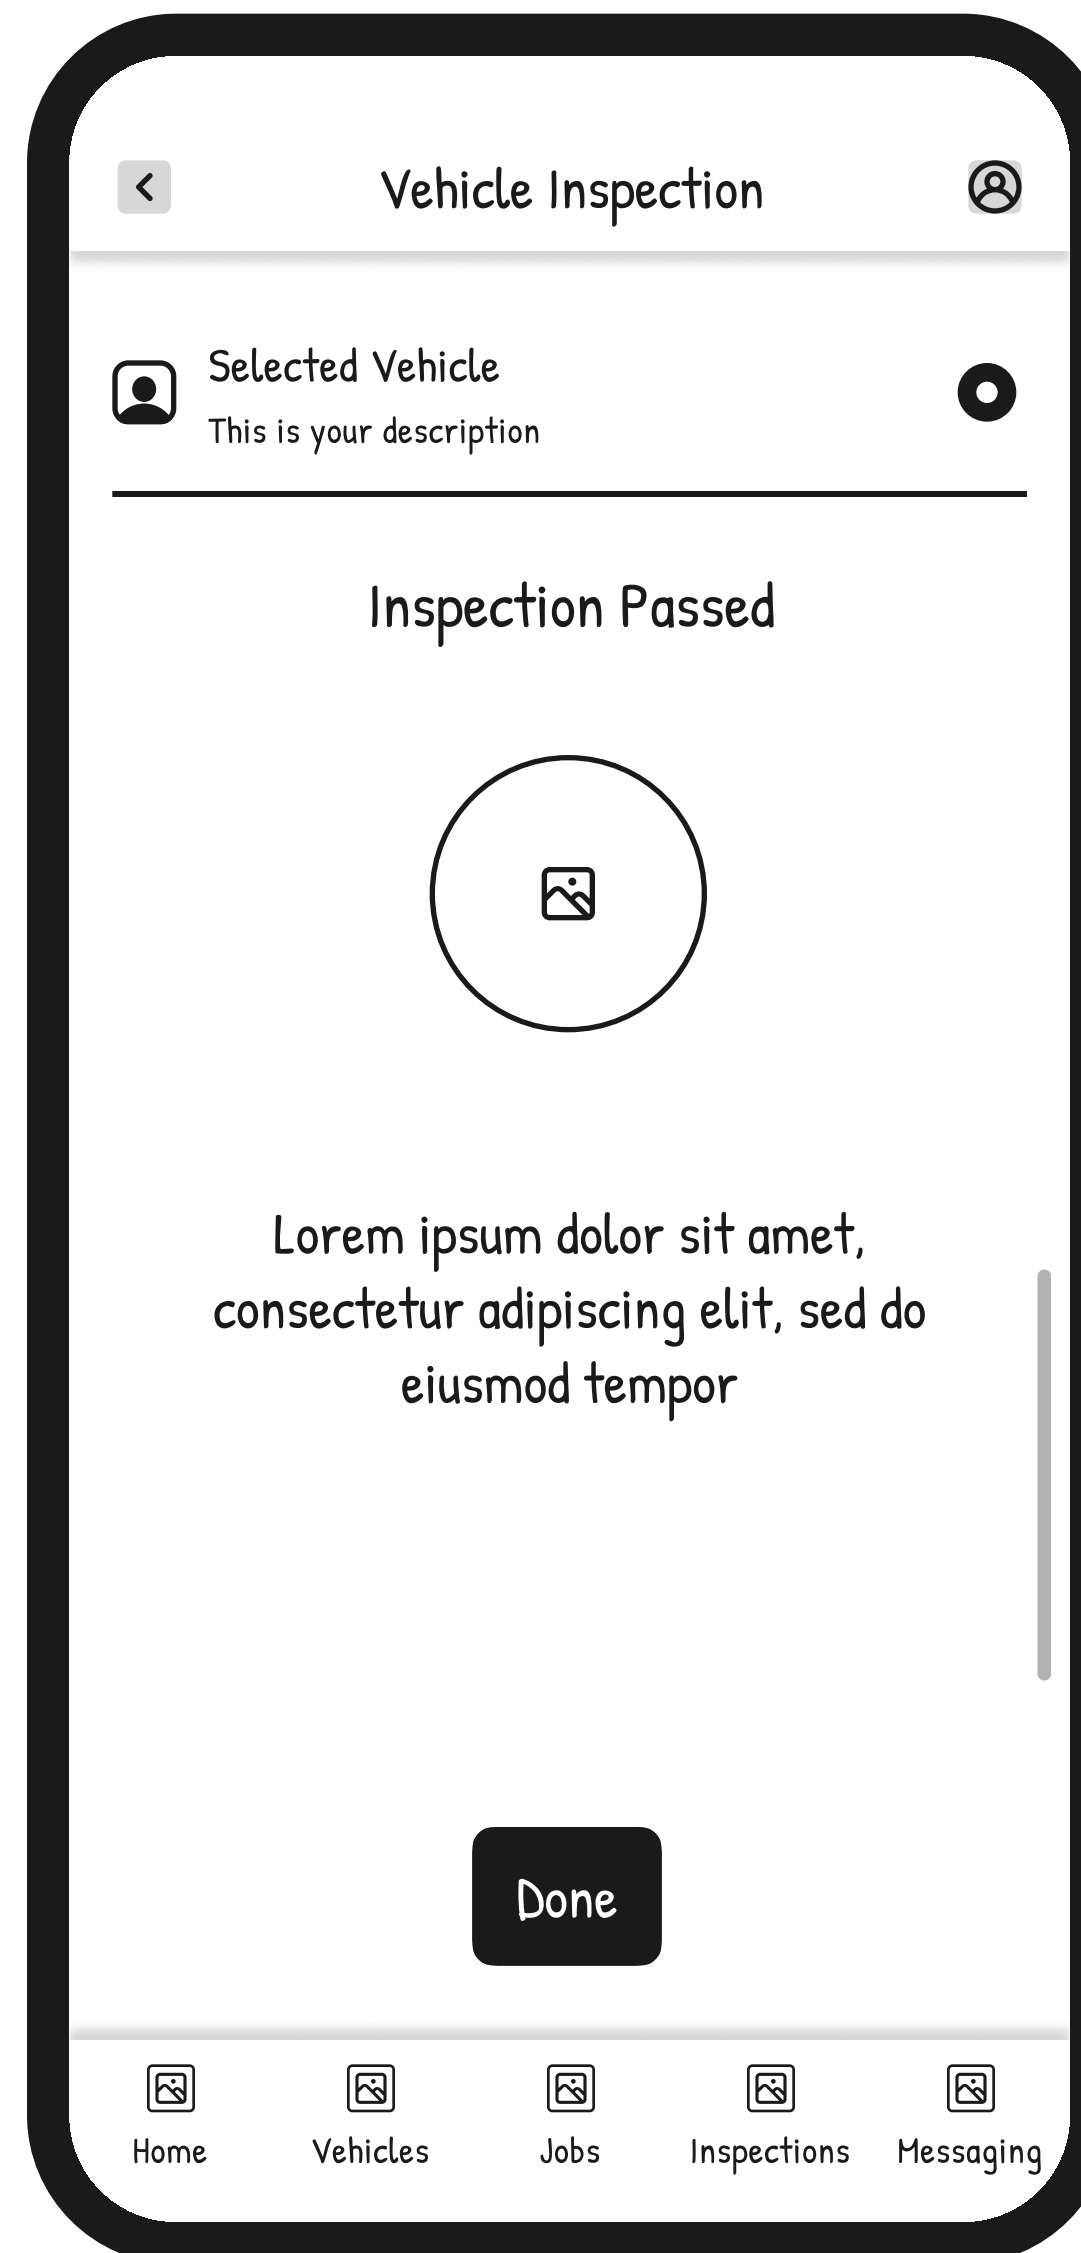 Vehicle Inspection
Selected Vehicle
This is your description
Inspection Passed
Lorem ipsum dolor sit amet,
consectetur adipiscing elit, sed do
eiusmod tempor
Done
Home
Vehicles
Jobs
Inspections
Messaging